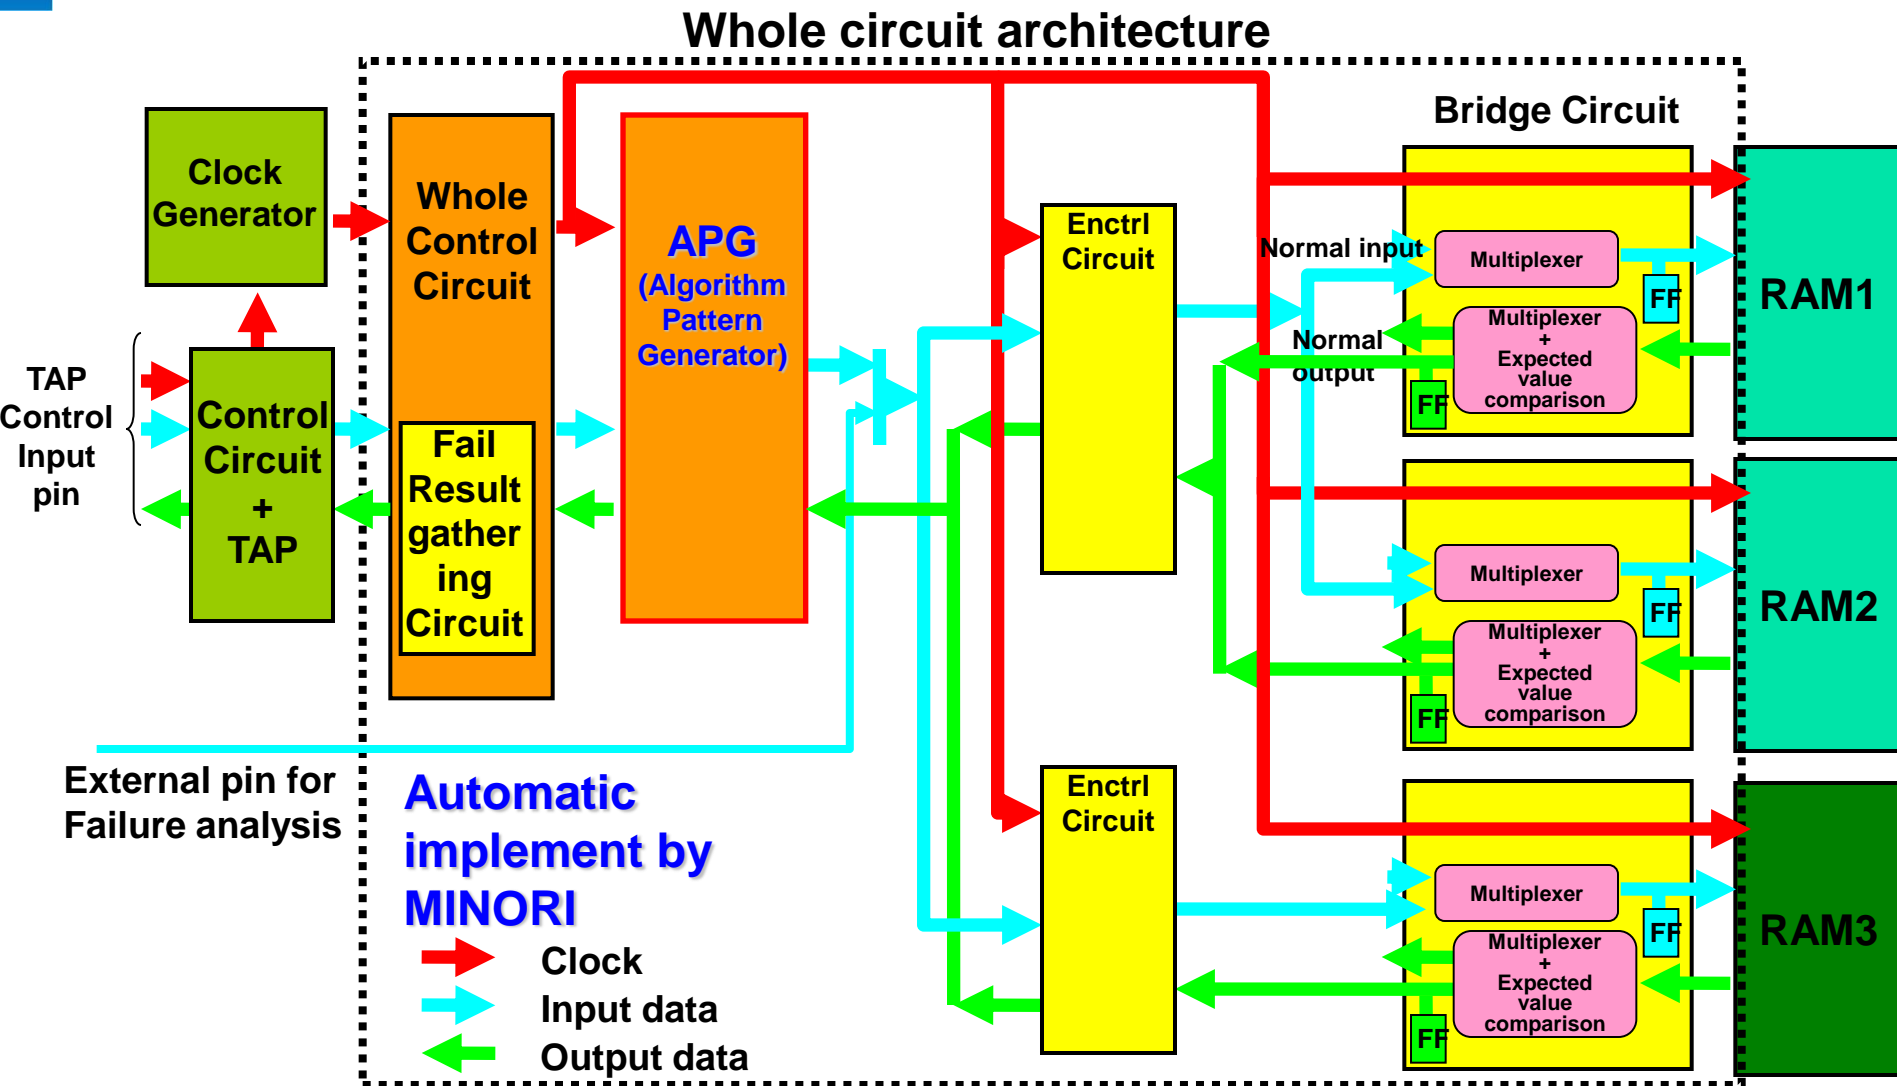 Whole circuit architecture
Bridge Circuit
Clock
Generator
Whole
Control
Circuit
APG
(Algorithm
Pattern
Generator)
Enctrl
Circuit
Normal input
Multiplexer
FF
RAM1
Normal
output
Multiplexer
+
Expected
value
comparison
FF
TAP
Control
Input
pin
Control
Circuit
+
TAP
Fail
Result
gather
ing
Circuit
Multiplexer
FF
RAM2
Multiplexer
+
Expected
value
comparison
FF
External pin for
Failure analysis
Automatic
implement by
MINORI
Enctrl
Circuit
Multiplexer
FF
RAM3
Multiplexer
+
Expected
value
comparison
FF
Clock
Input data
Output data